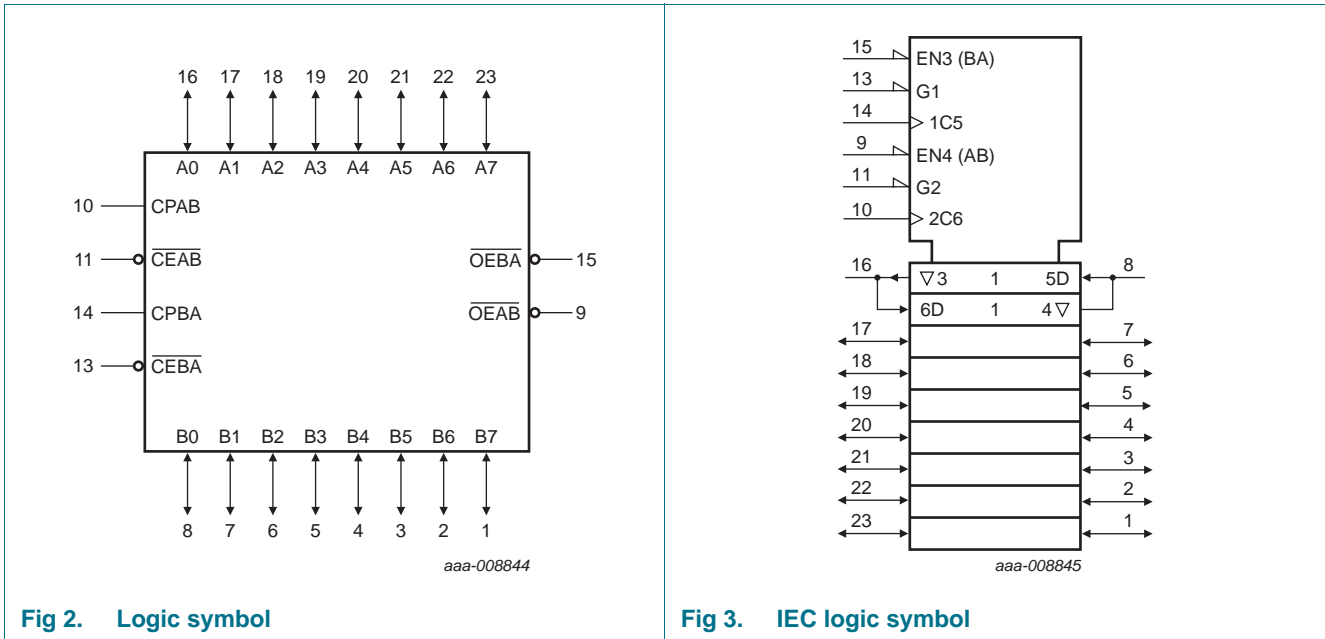 16 17 18 19 20 21 22 23
A0 A1 A2 A3 A4 A5 A6 A7
10 CPAB
11 CEAB OEBA 15
14 CPBA OEAB 9
13 CEBA
B0 B1 B2 B3 B4 B5 B6 B7
8 7 6 5 4 3 2 1
aaa-008844
Fig 2. Logic symbol
15 EN3 (BA)
13 G1
14 1C5
9 EN4 (AB)
11 G2
10 2C6
16 ▽3 1 5D 8
6D 1 4▽
17 7
18 6
19 5
20 4
21 3
22 2
23 1
aaa-008845
Fig 3. IEC logic symbol